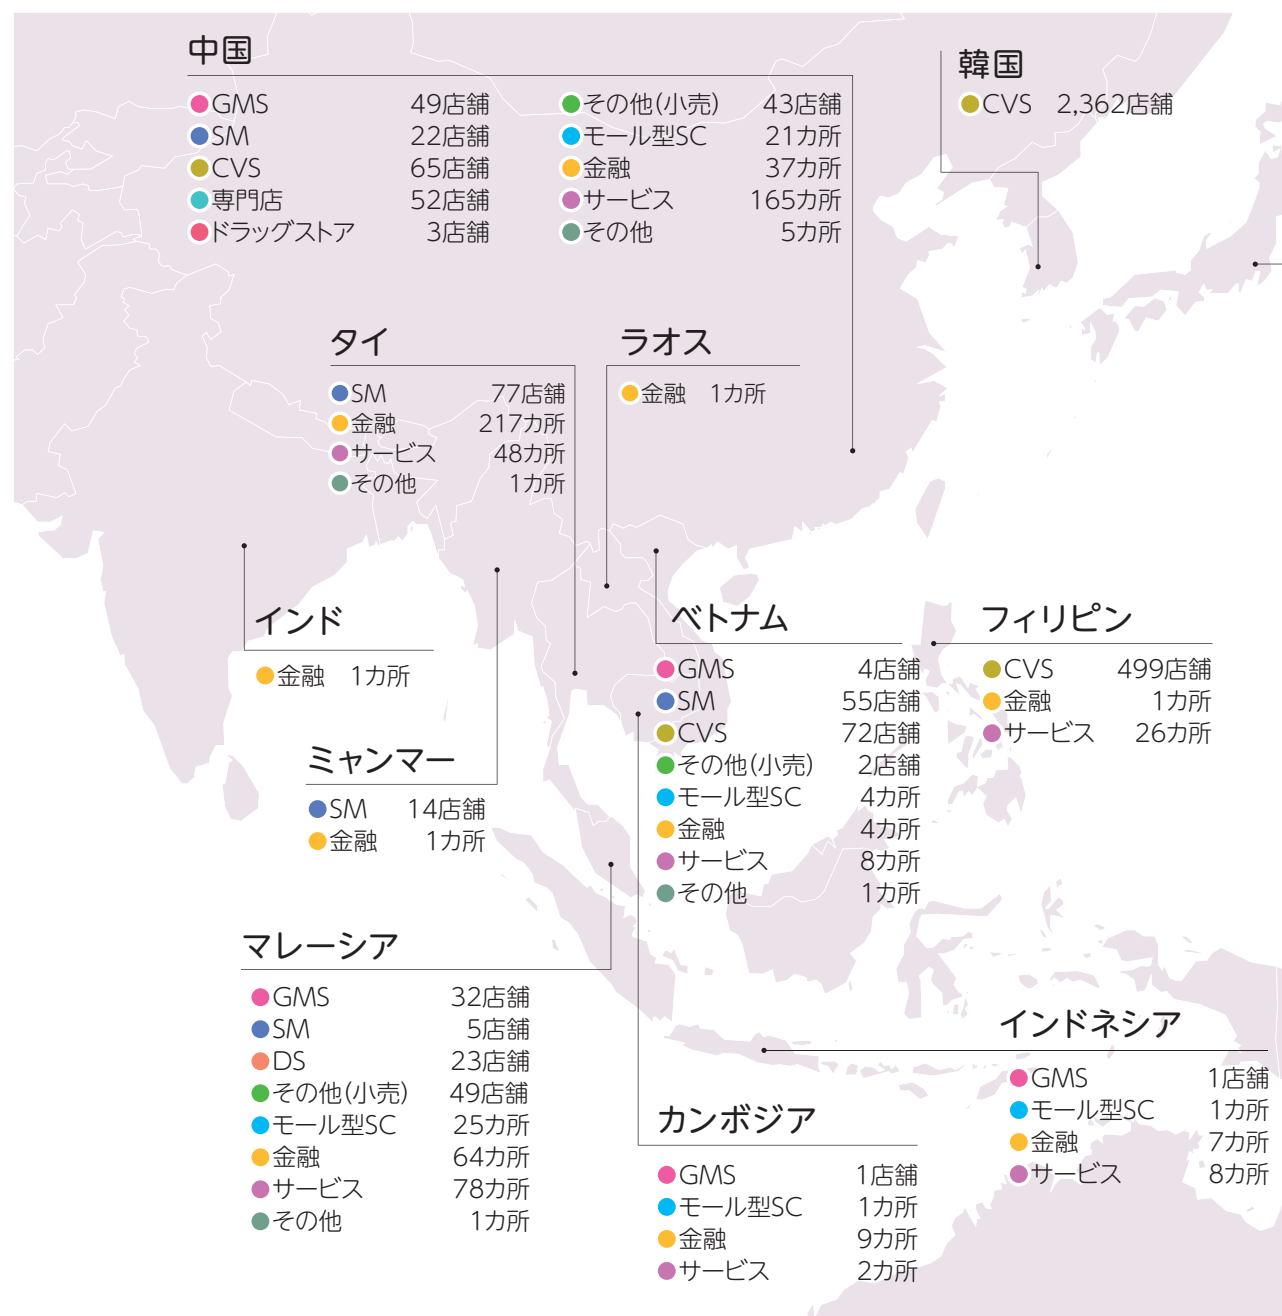 中国
GMS 49店舗
SM 22店舗
CVS 65店舗
専門店 52店舗
ドラッグストア 3店舗
その他(小売) 43店舗
モール型SC 21カ所
金融 37カ所
サービス 165カ所
その他 5カ所
韓国
CVS 2,362店舗
タイ
SM 77店舗
金融 217カ所
サービス 48カ所
その他 1カ所
ラオス
金融 1カ所
インド
金融 1カ所
ミャンマー
SM 14店舗
金融 1カ所
ベトナム
GMS 4店舗
SM 55店舗
CVS 72店舗
その他(小売) 2店舗
モール型SC 4カ所
金融 4カ所
サービス 8カ所
その他 1カ所
フィリピン
CVS 499店舗
金融 1カ所
サービス 26カ所
マレーシア
GMS 32店舗
SM 5店舗
DS 23店舗
その他(小売) 49店舗
モール型SC 25カ所
金融 64カ所
サービス 78カ所
その他 1カ所
カンボジア
GMS 1店舗
モール型SC 1カ所
金融 9カ所
サービス 2カ所
インドネシア
GMS 1店舗
モール型SC 1カ所
金融 7カ所
サービス 8カ所